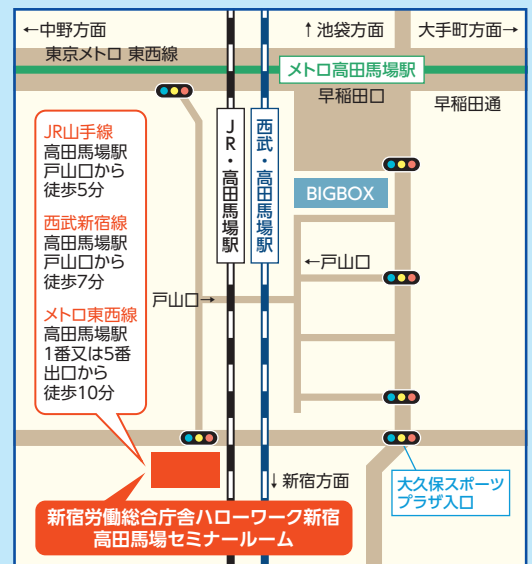 ←中野方面
↑池袋方面
大手町方面→
東京メトロ 東西線
メトロ高田馬場駅
早稲田口
早稲田通
JR山手線
高田馬場駅
戸山口から
徒歩5分
西武新宿線
高田馬場駅
戸山口から
徒歩7分
メトロ東西線
高田馬場駅
1番又は5番
出口から
徒歩10分
JR・高田馬場駅
西武・高田馬場駅
BIGBOX
←戸山口
戸山口→
↓新宿方面
大久保スポーツ
プラザ入口
新宿労働総合庁舎ハローワーク新宿
高田馬場セミナールーム